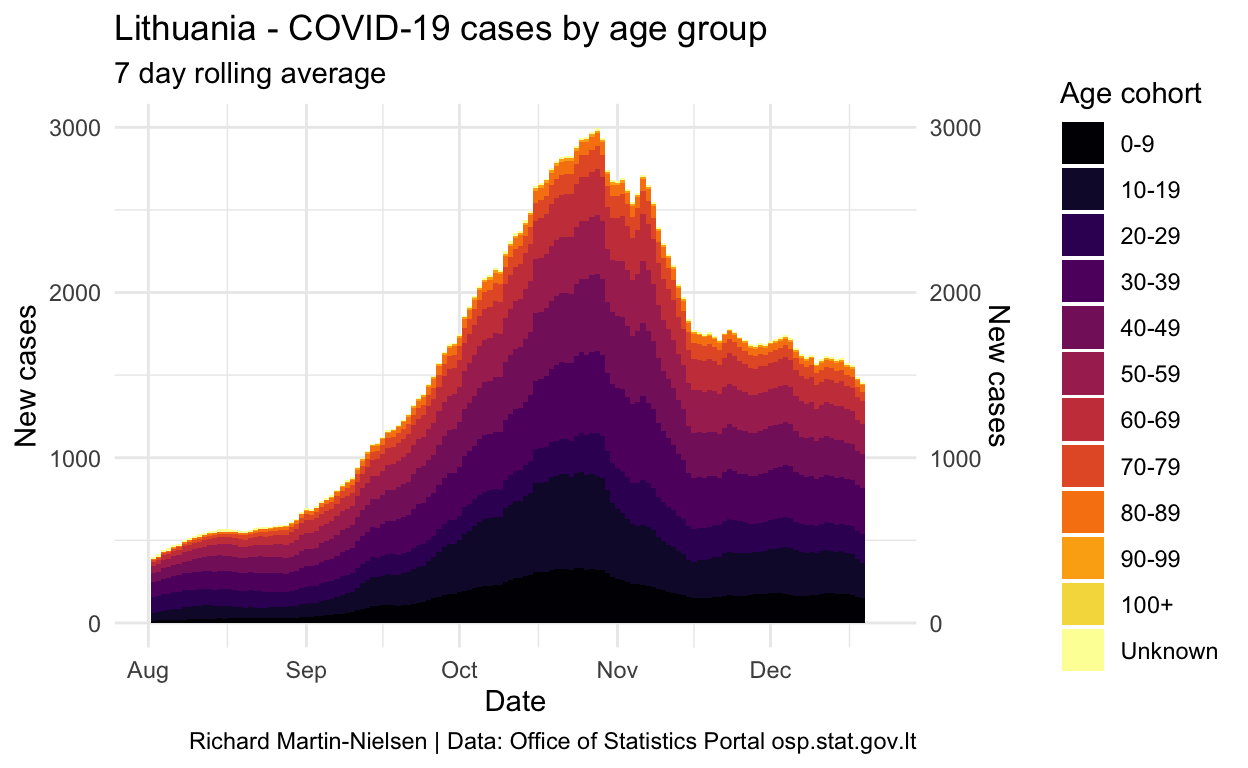 Lithuania - COVID-19 cases by age group
7 day rolling average
New cases
3000
2000
1000
0
3000
2000
1000
0
New cases
Aug Sep Oct Nov Dec
Date
Age cohort
0-9
10-19
20-29
30-39
40-49
50-59
60-69
70-79
80-89
90-99
100+
Unknown
Richard Martin-Nielsen | Data: Office of Statistics Portal osp.stat.gov.lt